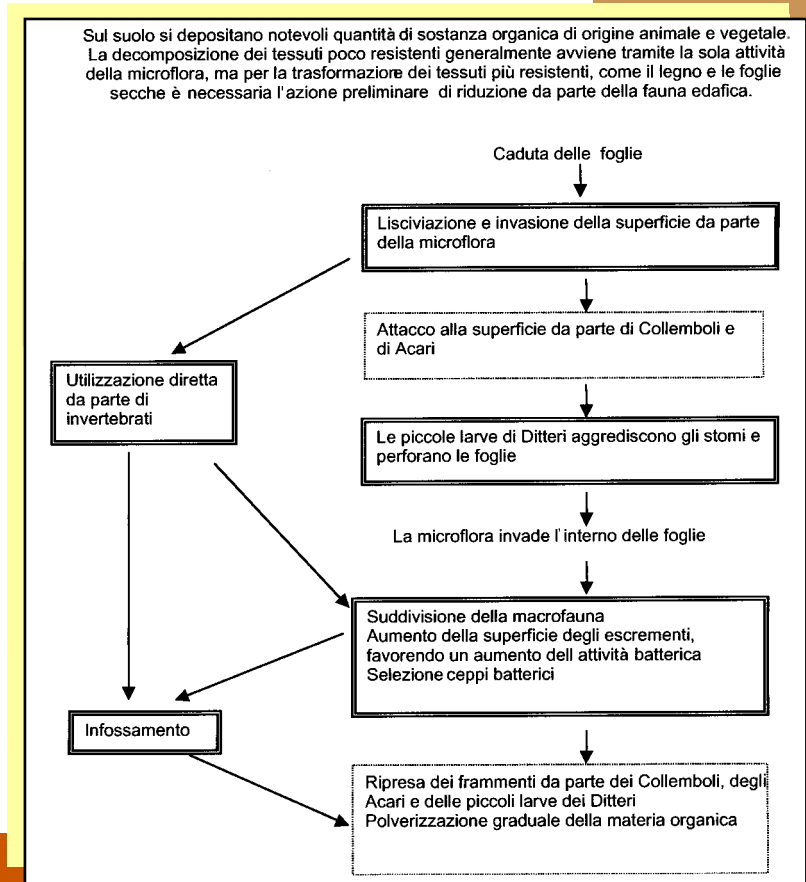 Sul suolo si depositano notevoli quantità di sostanza organica di origine animale e vegetale.
La decomposizione dei tessuti poco resistenti generalmente avviene tramite la sola attività
della microflora, ma per la trasformazione dei tessuti più resistenti, come il legno e le foglie
secche è necessaria l'azione preliminare di riduzione da parte della fauna edafica.
Caduta delle foglie
Lisciviazione e invasione della superficie da parte
della microflora
Attacco alla superficie da parte di Collemboli e
di Acari
Utilizzazione diretta
da parte di
invertebrati
Le piccole larve di Ditteri aggrediscono gli stomi e
perforano le foglie
La microflora invade l'interno delle foglie
Suddivisione della macrofauna
Aumento della superficie degli escrementi,
favorendo un aumento dell attività batterica
Selezione ceppi batterici
Infossamento
Ripresa dei frammenti da parte dei Collemboli, degli
Acari e delle piccoli larve dei Ditteri
Polverizzazione graduale della materia organica